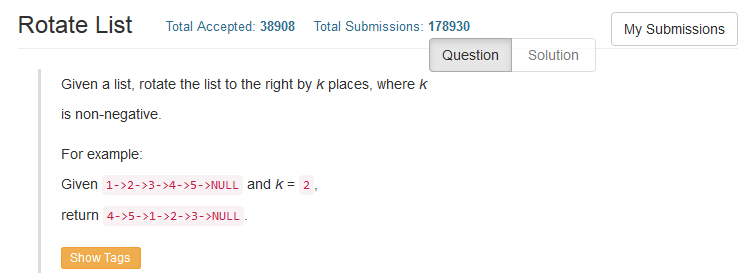 Rotate List Total Accepted: 38908 Total Submissions: 178930 My Submissions
Question Solution
Given a list, rotate the list to the right by k places, where k
is non-negative.
For example:
Given 1->2->3->4->5->NULL and k = 2 ,
return 4->5->1->2->3->NULL .
Show Tags